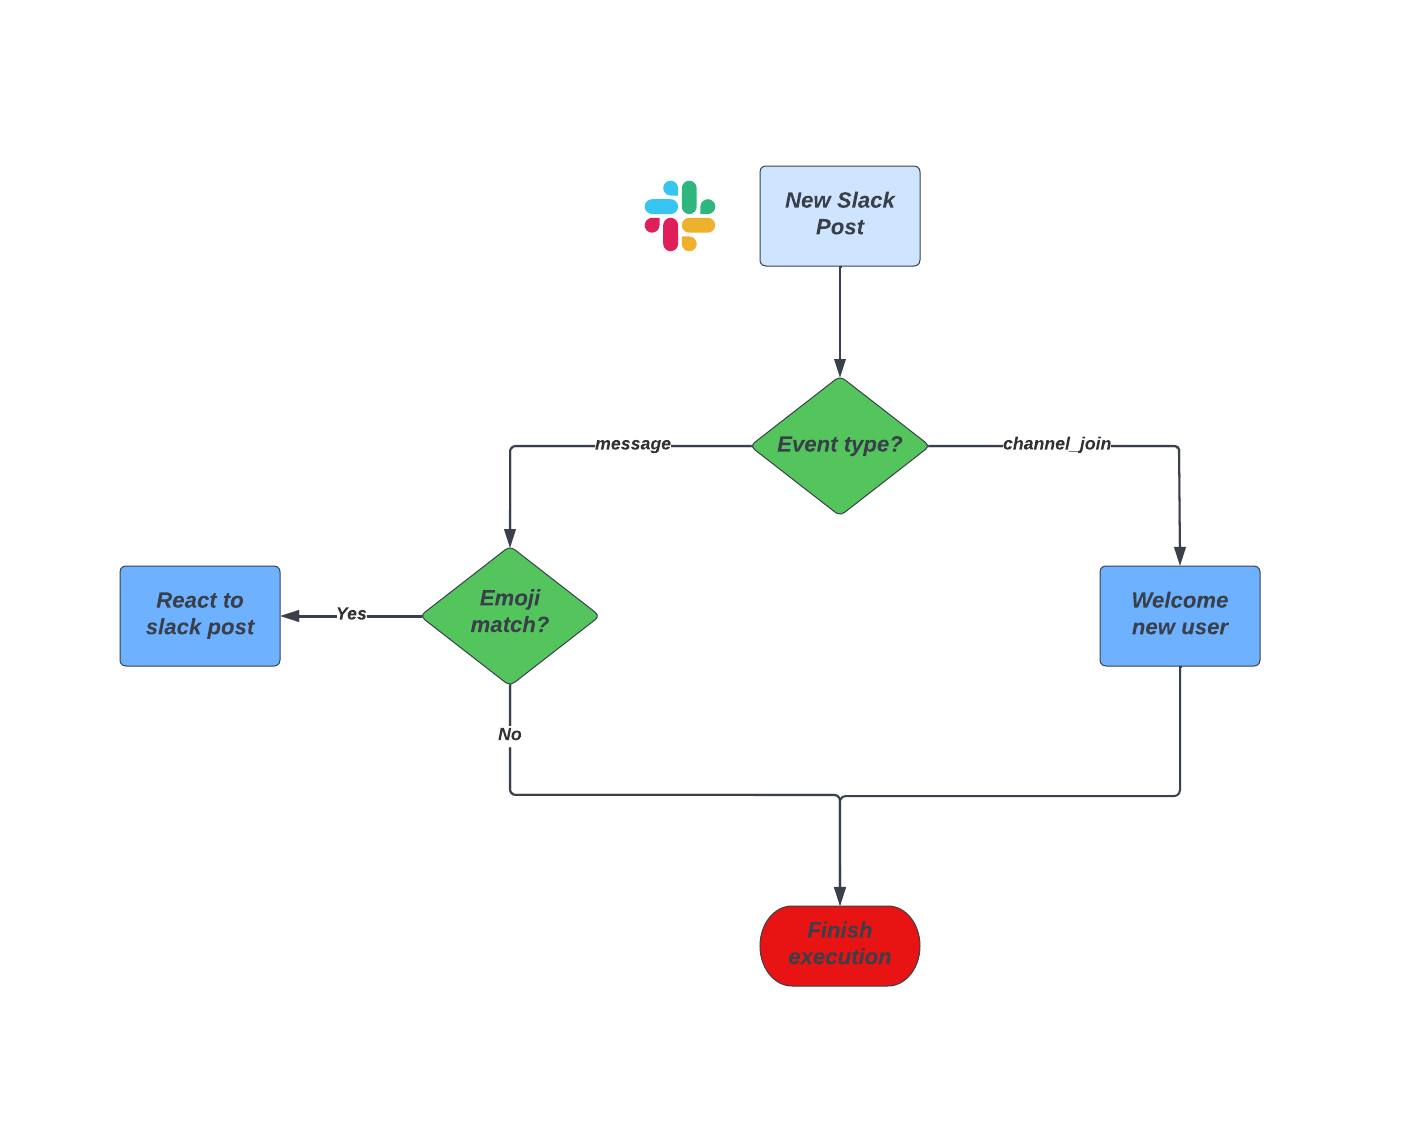 New Slack
Post
Event type?
message
channel_join
Emoji
match?
Yes
React to
slack post
Welcome
new user
No
Finish
execution